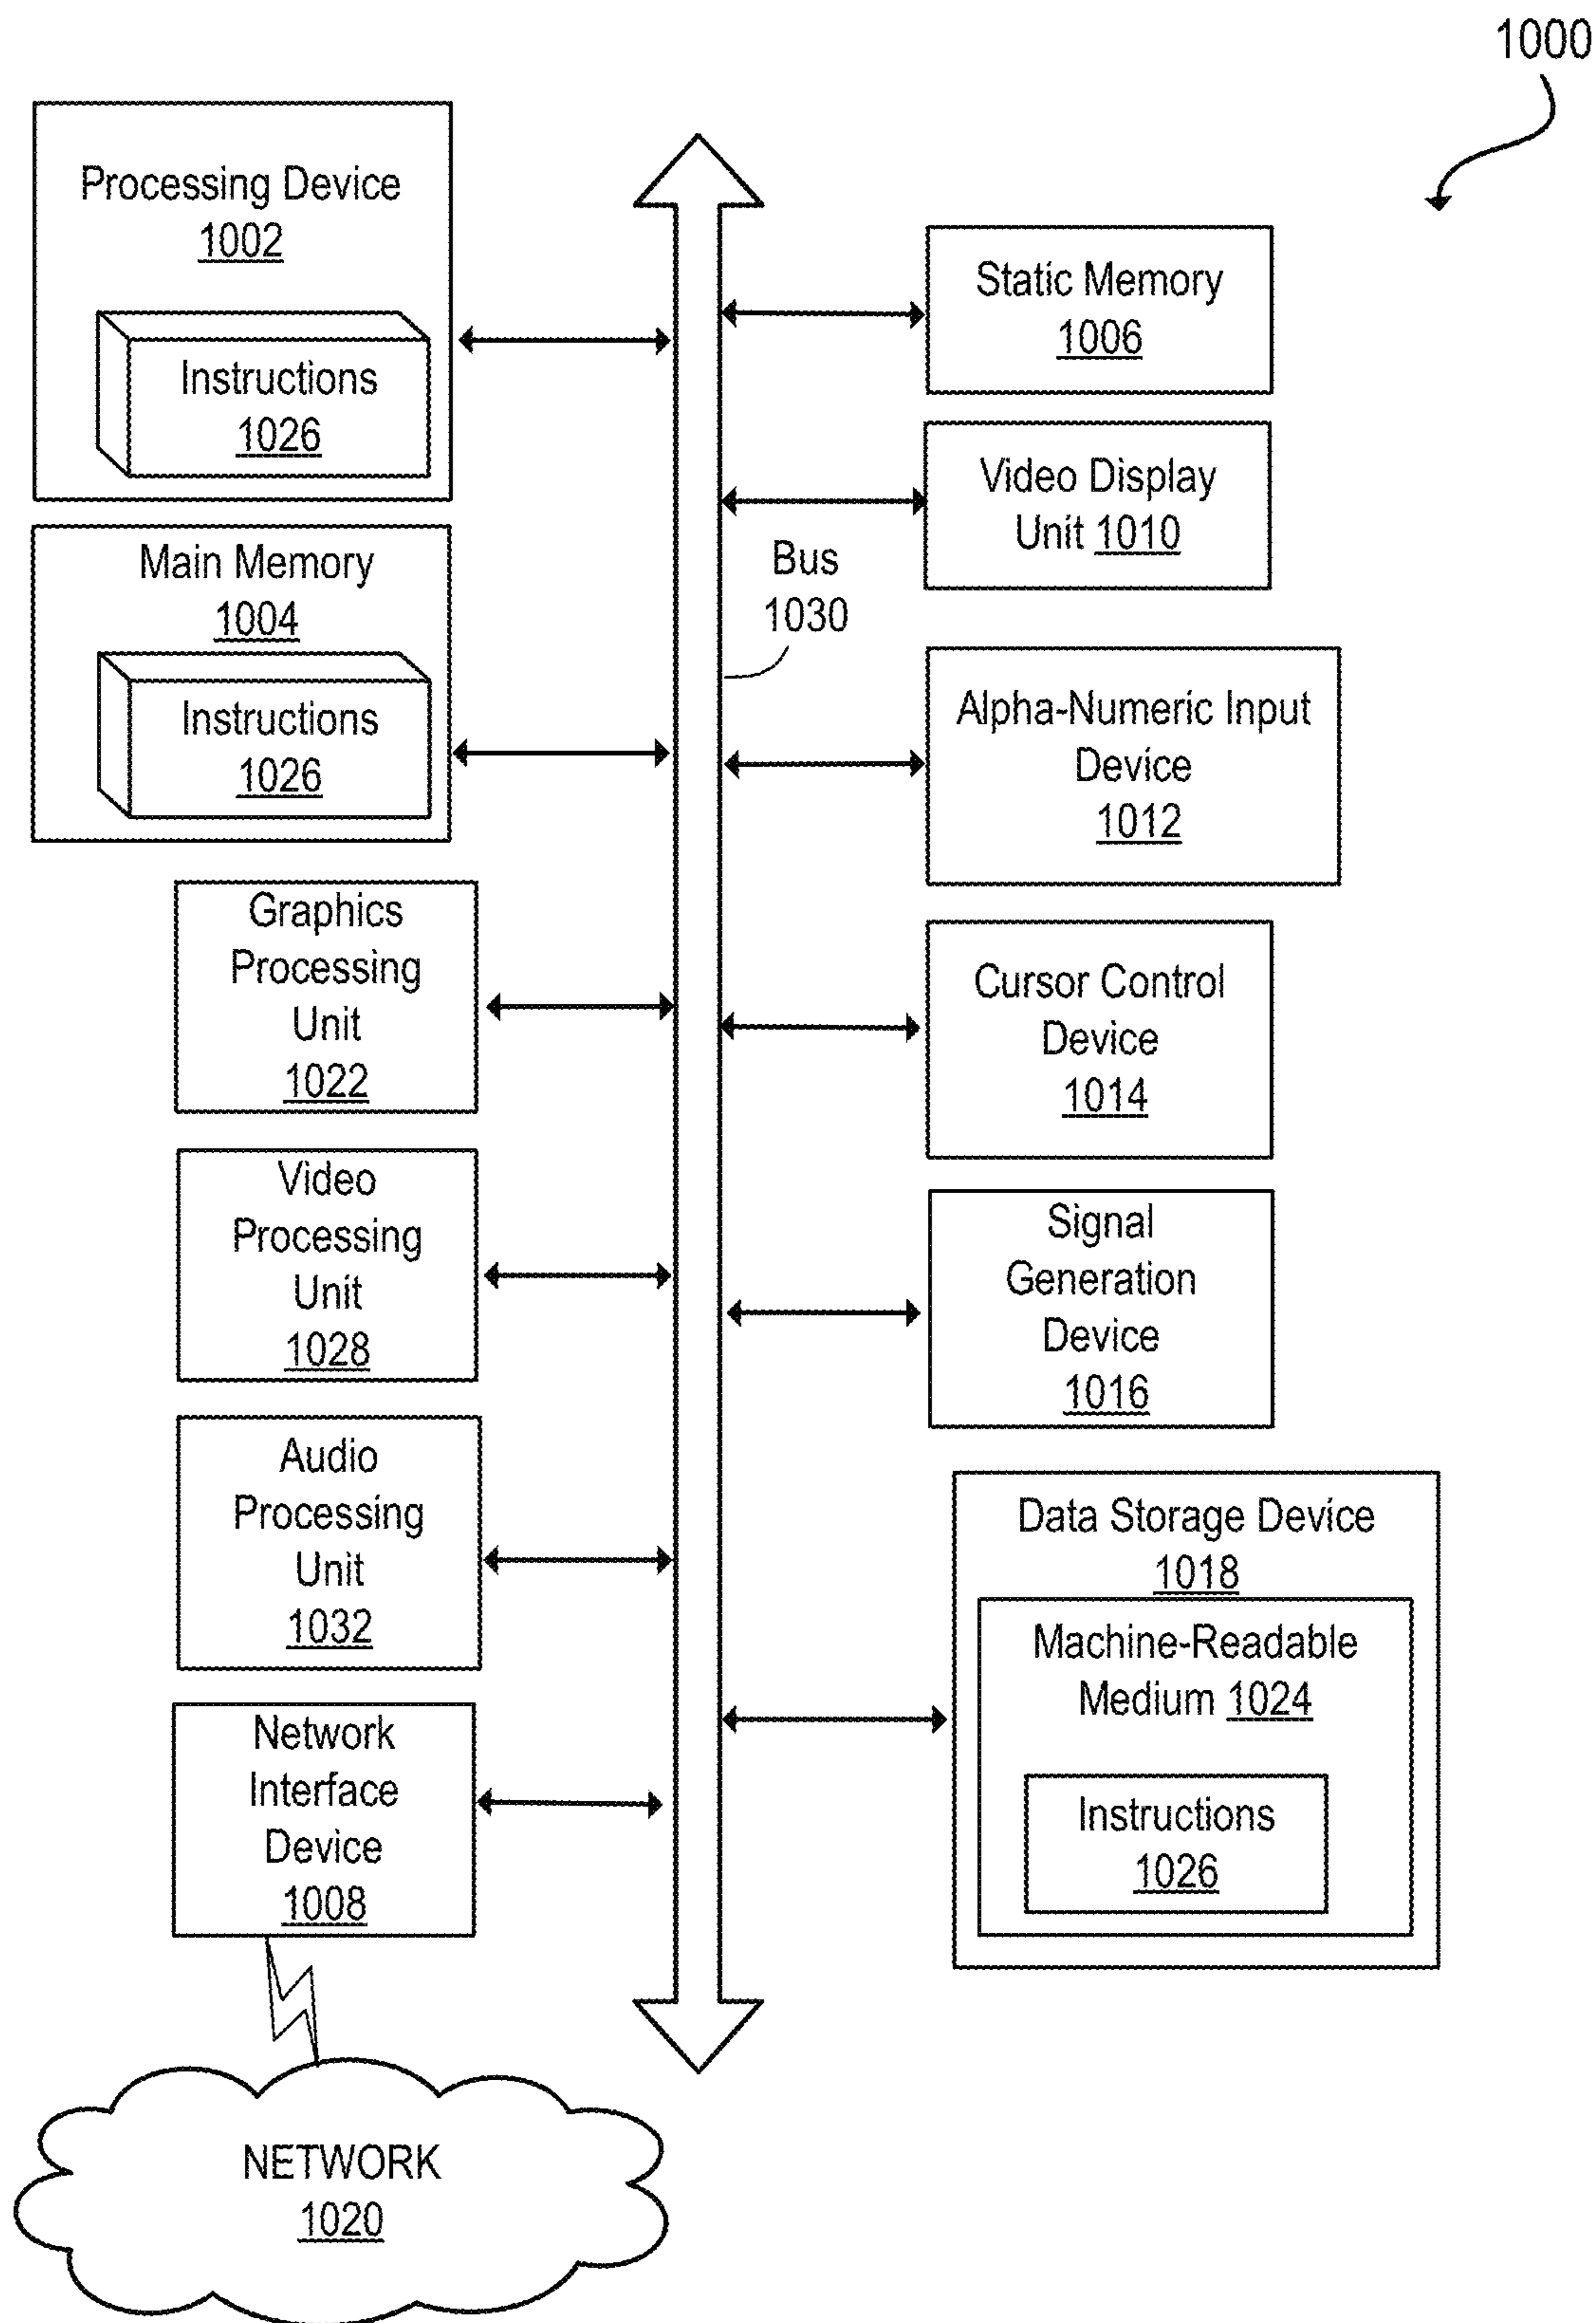 1000
Processing Device
1002
Instructions
1026
Main Memory
1004
Instructions
1026
Graphics
Processing
Unit
1022
Video
Processing
Unit
1028
Audio
Processing
Unit
1032
Network
Interface
Device
1008
NETWORK
1020
Bus
1030
Static Memory
1006
Video Display
Unit 1010
Alpha-Numeric Input
Device
1012
Cursor Control
Device
1014
Signal
Generation
Device
1016
Data Storage Device
1018
Machine-Readable
Medium 1024
Instructions
1026